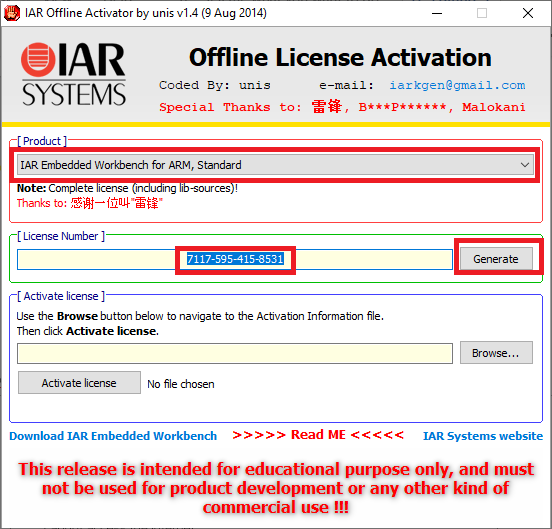 IAR Offline Activator by unis v1.4 (9 Aug 2014)
IAR
SYSTEMS
Offline License Activation
Coded By: unis e-mail: iarkgen@gmail.com
Special Thanks to: 雷锋, B***P******, Malokani
[ Product ]
IAR Embedded Workbench for ARM, Standard
Note: Complete license (including lib-sources)!
Thanks to: 感谢一位叫"雷锋"
[ License Number ]
7117-595-415-8531
Generate
[ Activate license ]
Use the Browse button below to navigate to the Activation Information file.
Then click Activate license.
Browse...
Activate license No file chosen
Download IAR Embedded Workbench >>>>> Read ME <<<<< IAR Systems website
This release is intended for educational purpose only, and must
not be used for product development or any other kind of
commercial use !!!